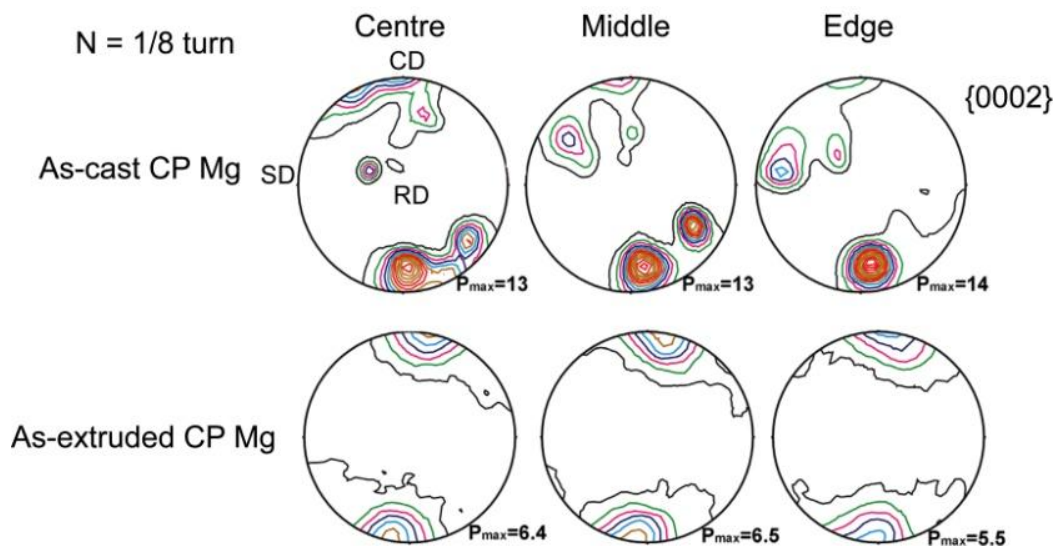 N = 1/8 turn
Centre
Middle
Edge
CD
{0002}
As-cast CP Mg
SD
RD
Pmax=13
Pmax=13
Pmax=14
As-extruded CP Mg
Pmax=6.4
Pmax=6.5
Pmax=5.5